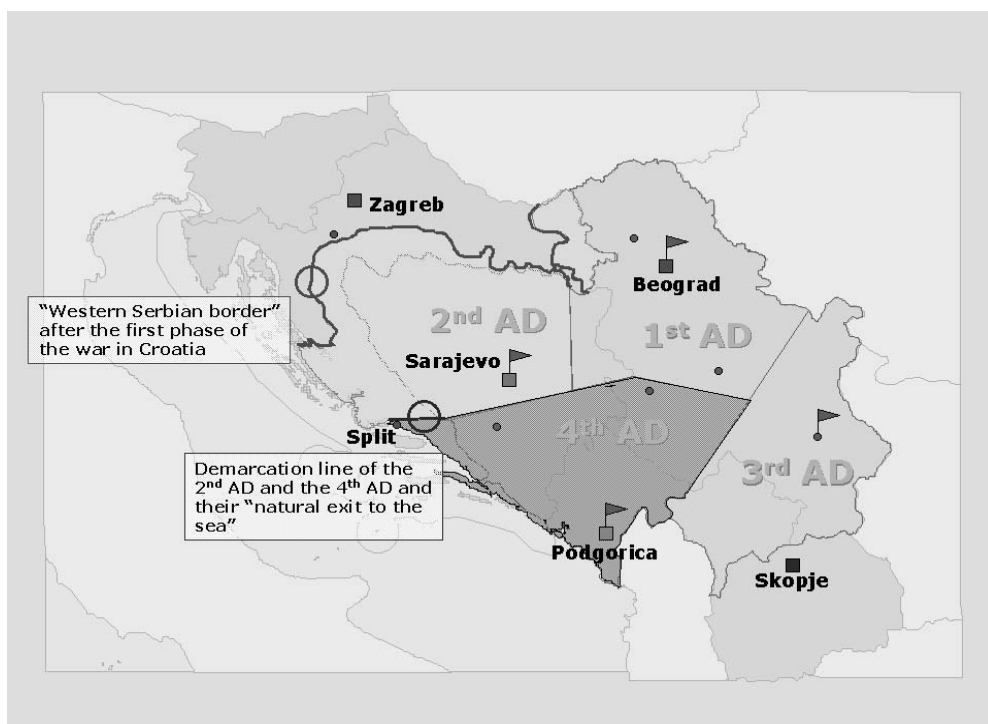 Zagreb
Beograd
"Western Serbian border"
after the first phase of
the war in Croatia
2nd AD
1st AD
Sarajevo
4th AD
Split
Demarcation line of the
2nd AD and the 4th AD and
their "natural exit to the
sea"
3rd AD
Podgorica
Skopje